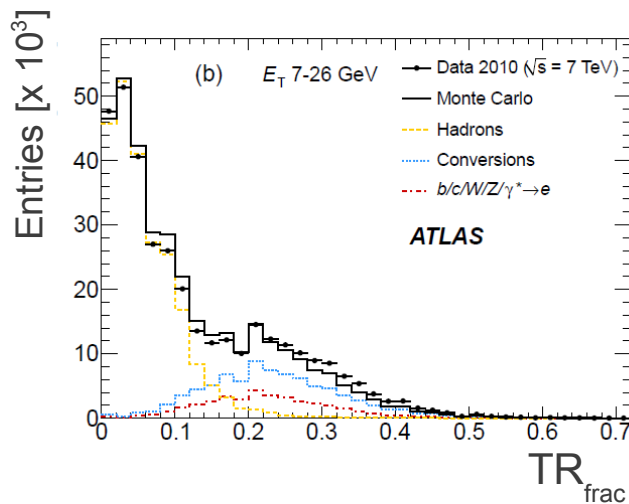 Entries [x 10³]
(b) E_T 7-26 GeV
Data 2010 (√s = 7 TeV)
Monte Carlo
Hadrons
Conversions
b/c/W/Z/γ*→e
ATLAS
50
40
30
20
10
0
0 0.1 0.2 0.3 0.4 0.5 0.6 0.7
TR_frac